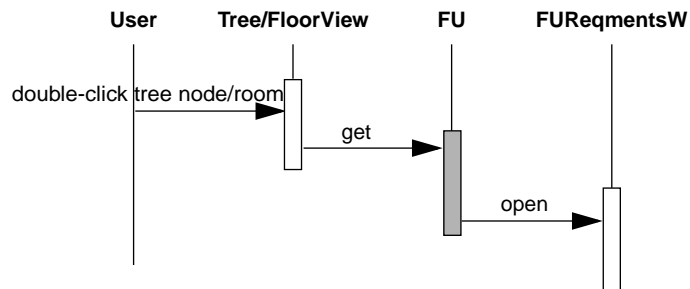 User Tree/FloorView FU FUReqmentsW
double-click tree node/room
get
open